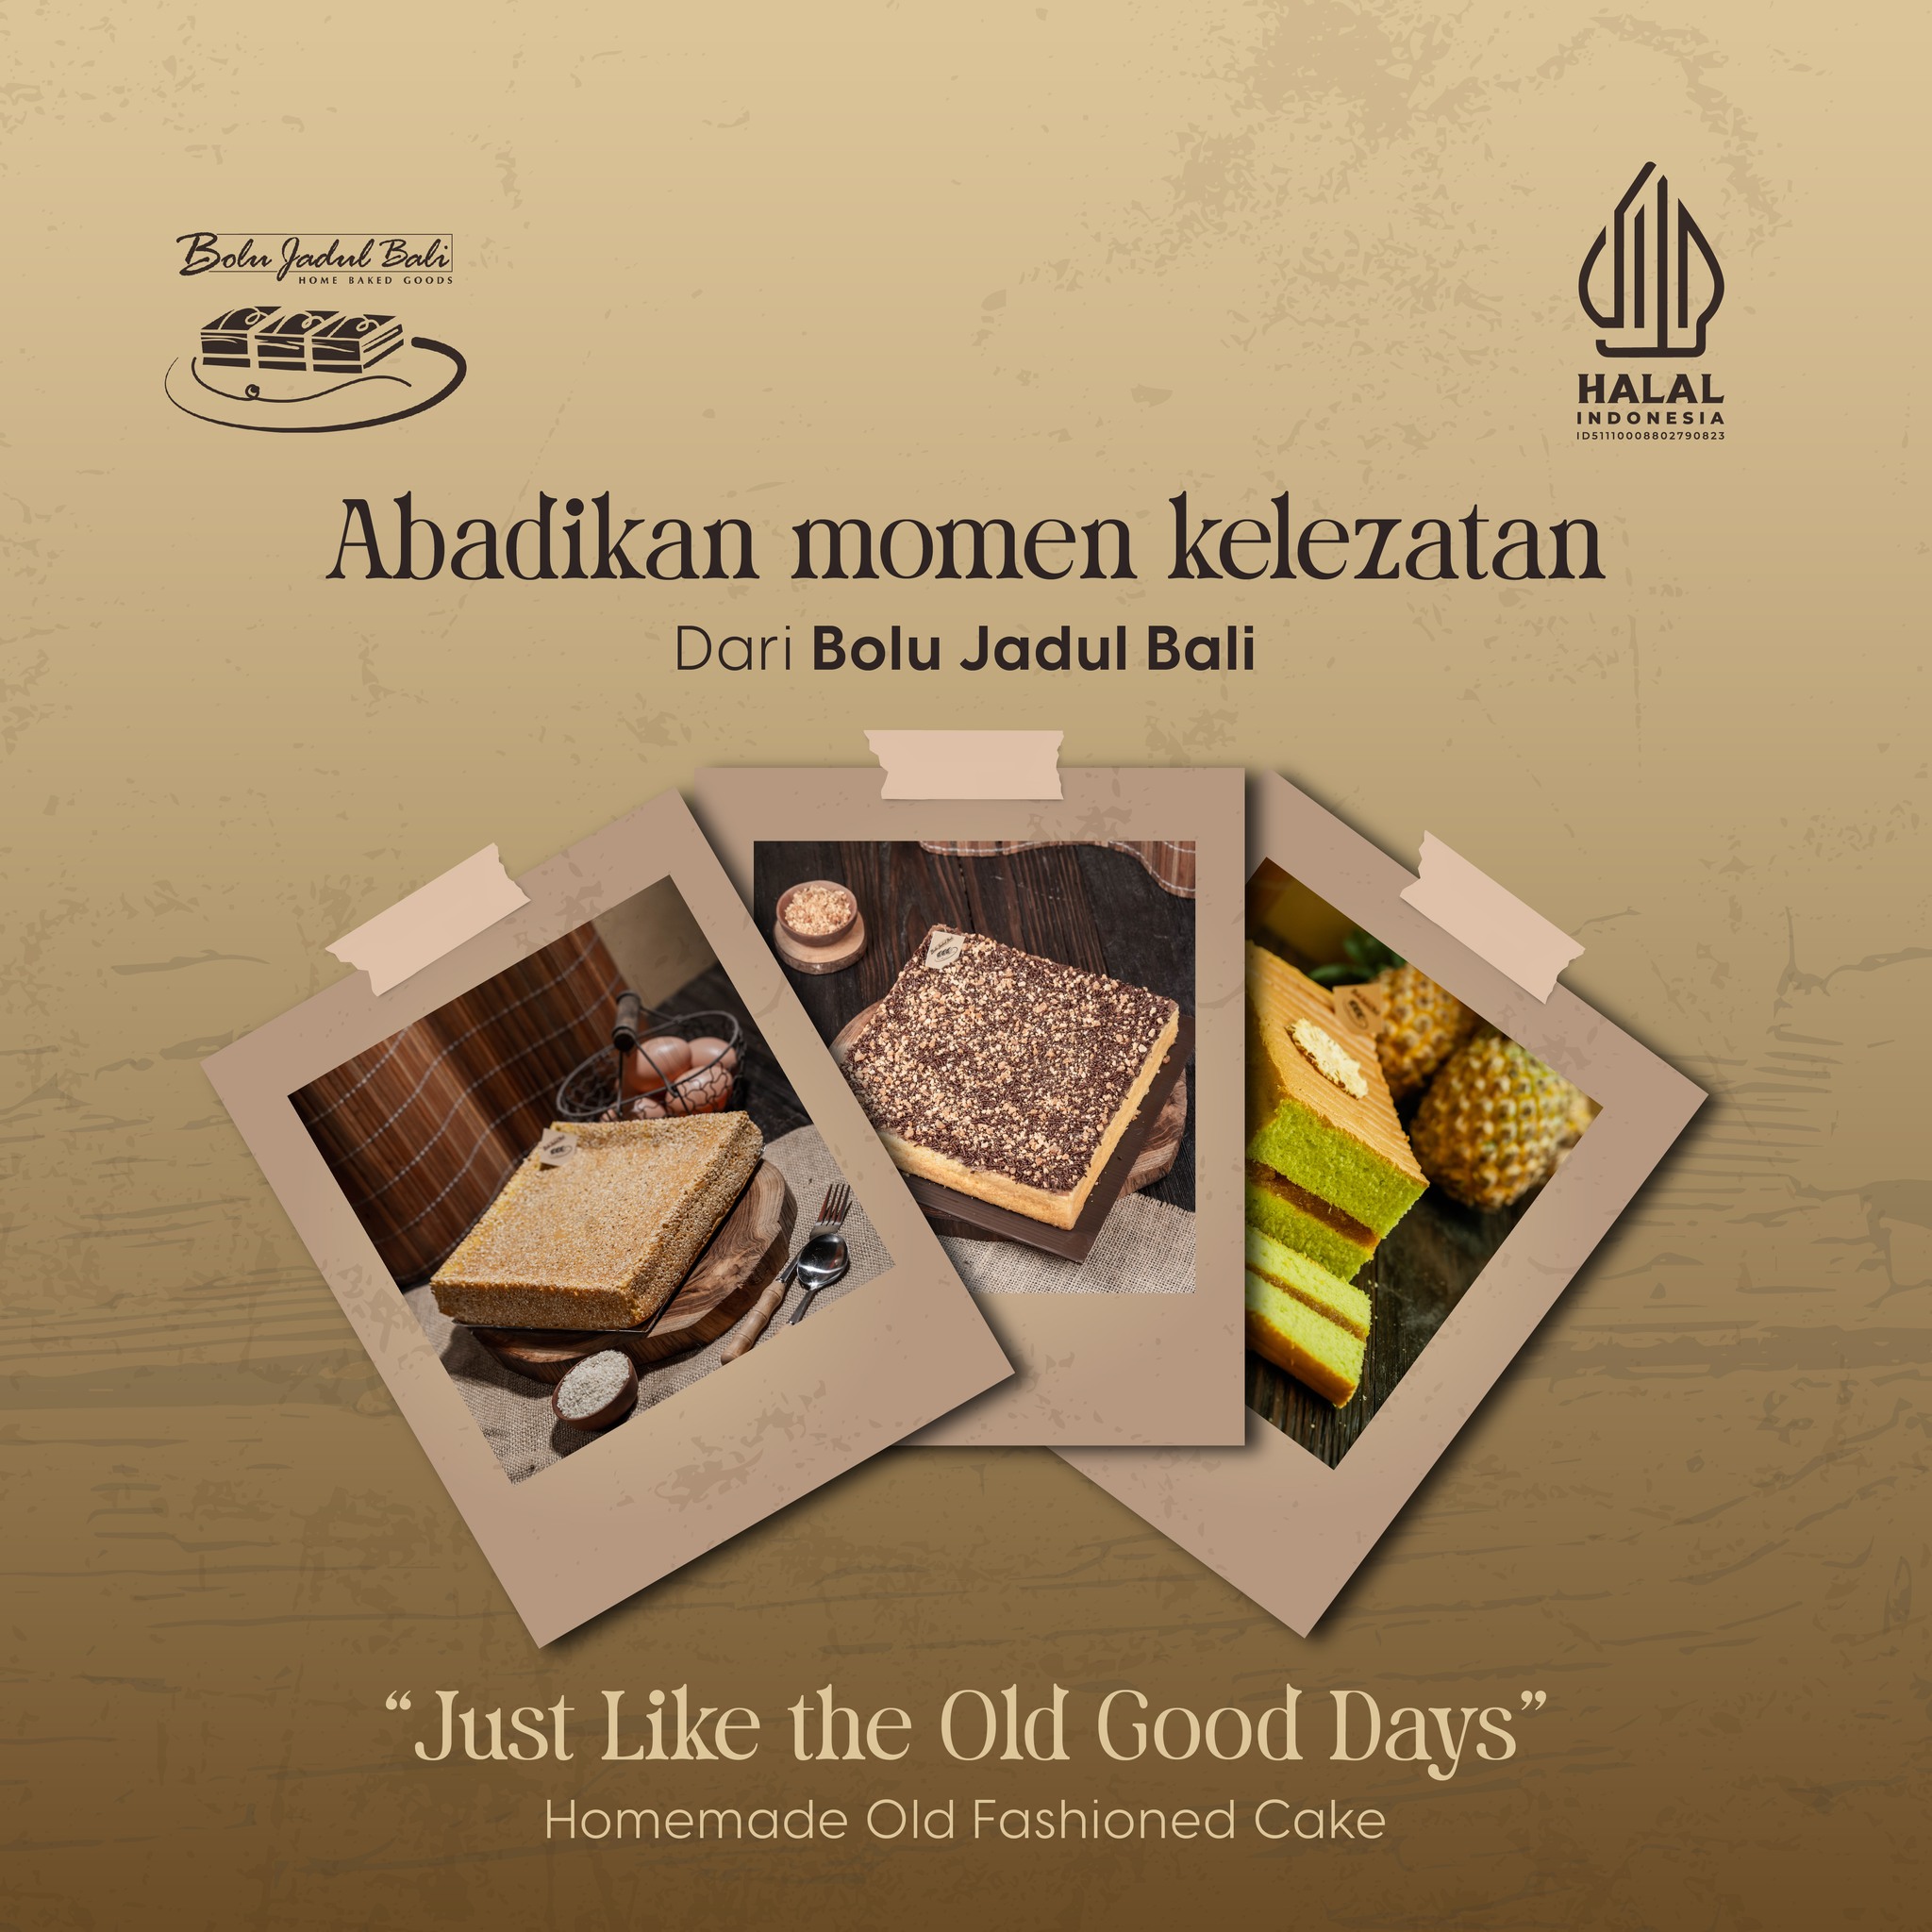 Bolu Jadul Bali
HOME BAKED GOODS
HALAL
INDONESIA
ID51110008802790823
Abadikan momen kelezatan
Dari Bolu Jadul Bali
“Just Like the Old Good Days”
Homemade Old Fashioned Cake